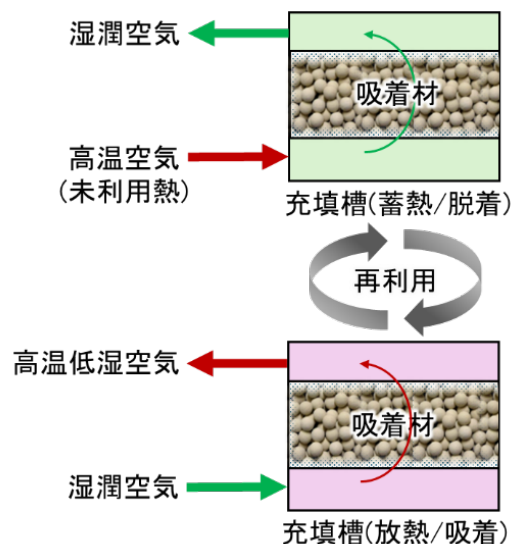 湿潤空気
吸着材
高温空気
(未利用熱)
充填槽(蓄熱/脱着)
再利用
高温低湿空気
吸着材
湿潤空気
充填槽(放熱/吸着)